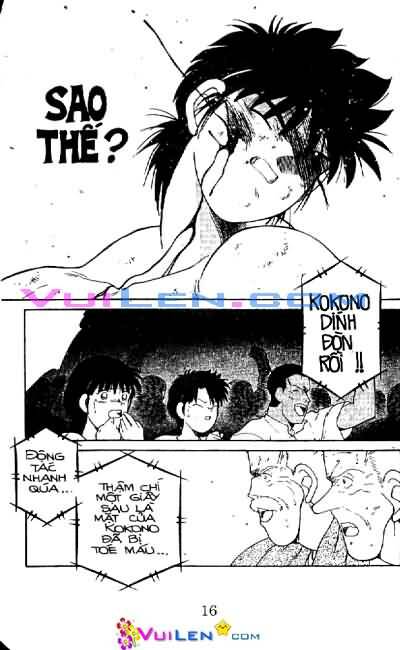 SAO
THẾ?
VUILEN.COM
KOKONO
DÍNH
ĐÒN
RỒI !!
ĐỘNG
TÁC
NHANH
QUÁ...
THẬM CHÍ
MỘT GIÂY
SAU LÀ
MẶT CỦA
KOKONO
ĐÃ BỊ
TOÉ MÁU...
16
VUILEN.COM